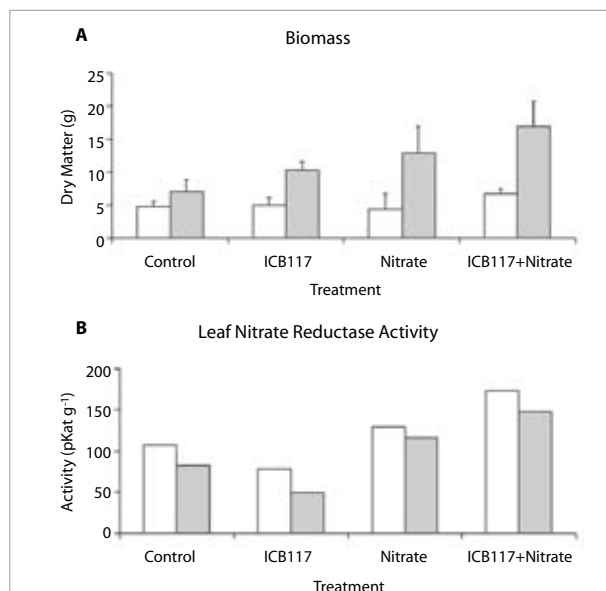 A
Biomass
25
20
15
10
5
0
Dry Matter (g)
Control ICB117 Nitrate ICB117+Nitrate
Treatment
B
Leaf Nitrate Reductase Activity
200
150
100
50
0
Activity (pKat g⁻¹)
Control ICB117 Nitrate ICB117+Nitrate
Treatment